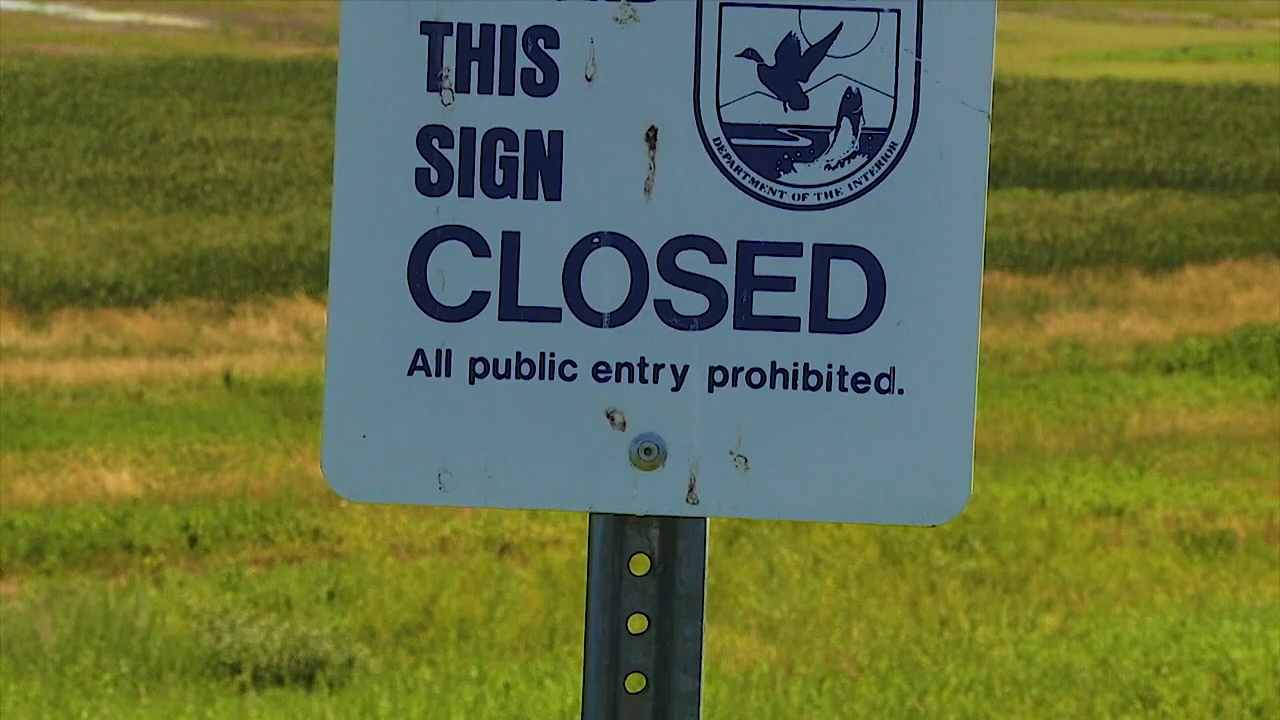 THIS
SIGN
DEPARTMENT OF THE INTERIOR
CLOSED
All public entry prohibited.